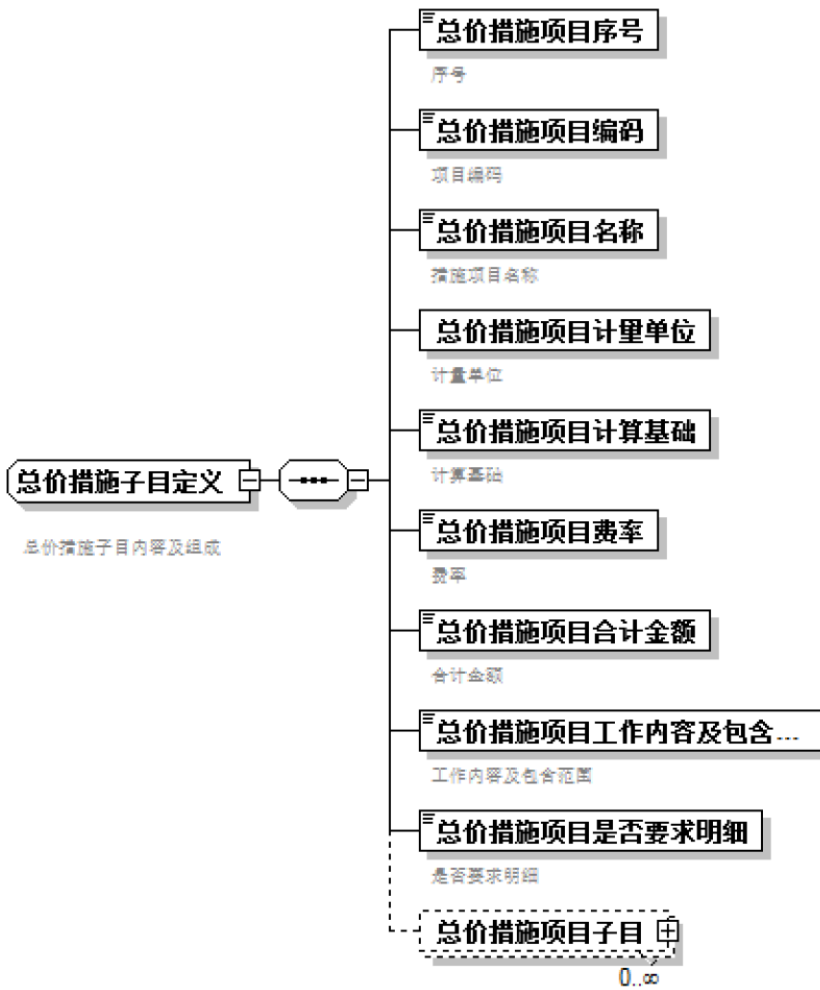 总价措施项目序号
序号
总价措施项目编码
项目编码
总价措施项目名称
措施项目名称
总价措施项目计量单位
计量单位
总价措施项目计算基础
计算基础
总价措施子目定义
总价措施子目内容及组成
总价措施项目费率
费率
总价措施项目合计金额
合计金额
总价措施项目工作内容及包含...
工作内容及包含范围
总价措施项目是否要求明细
是否要求明细
总价措施项目子目
0..∞